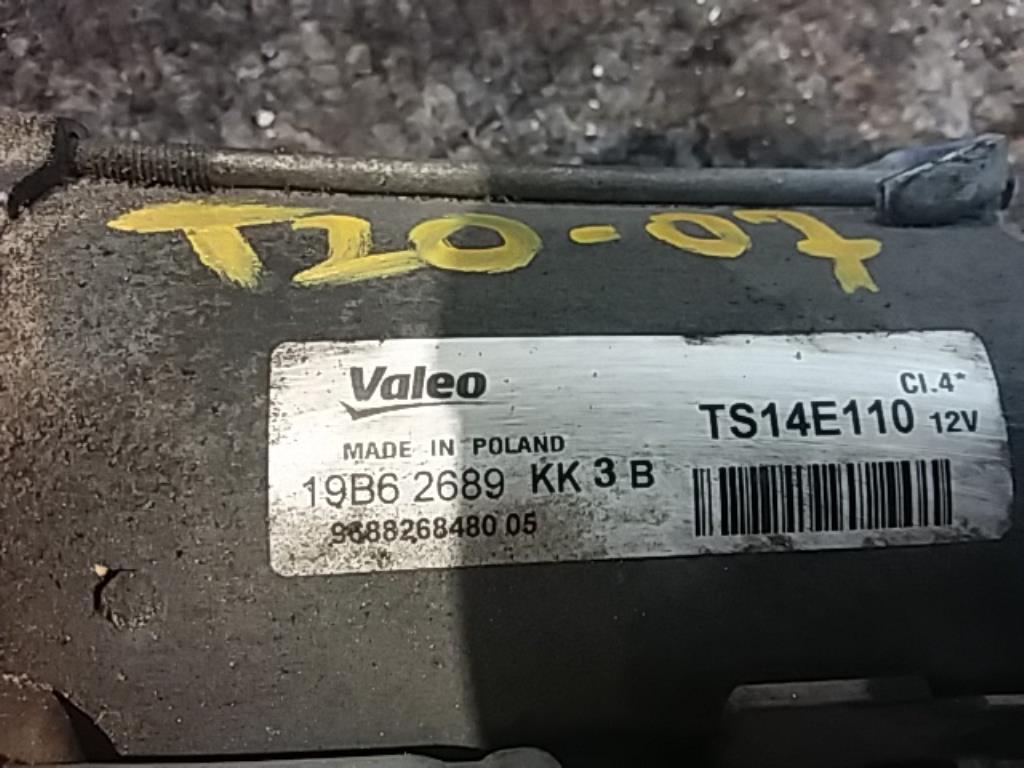 T20-07
Valeo
Cl.4*
TS14E110 12V
MADE IN POLAND
19B6 2689 KK 3 B
9688268480 05